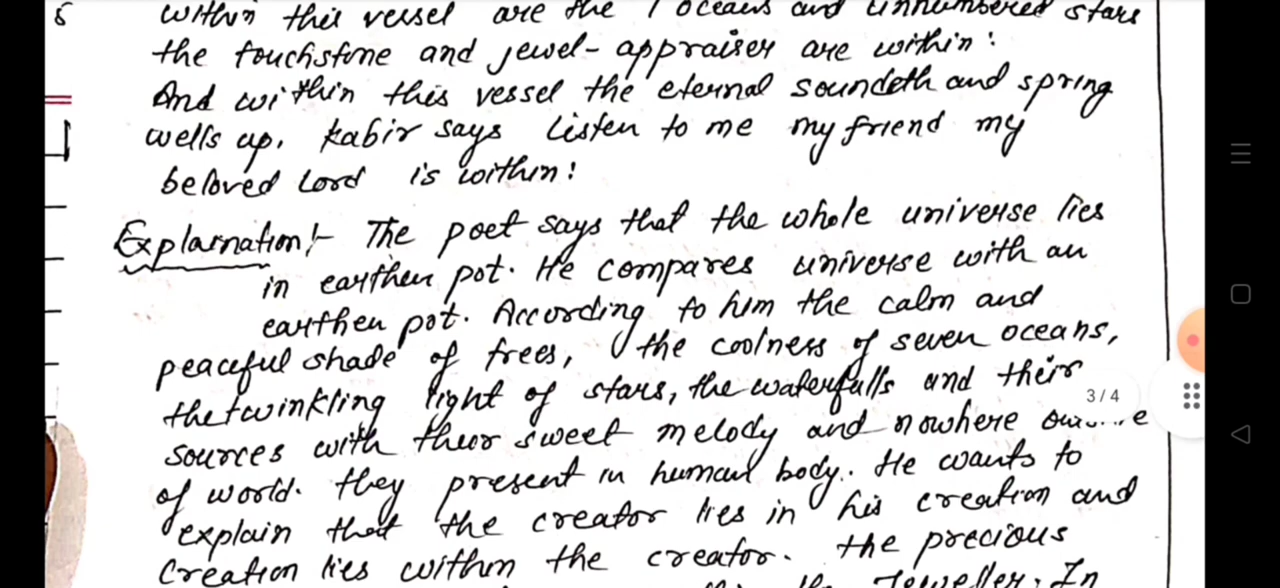 within this vessel are the 7 oceans and unnumbered stars
the touchstone and jewel-appraiser are within:
And within this vessel the eternal soundeth and spring
wells up. Kabir says Listen to me my friend my
beloved Lord is within:
Explarnation!- The poet says that the whole universe lies
in earthen pot. He compares universe with an
earthen pot. According to him the calm and
peaceful shade of trees, the coolness of seven oceans,
the twinkling light of stars, the waterfalls and their
3/4
sources with their sweet melody and nowhere
of world. they present in human body. He wants to
explain that the creator lies in his creation and
creation lies within the creator. the precious
the Jeweller. In